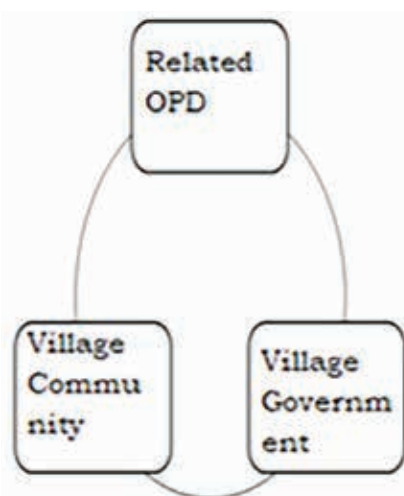 Related
OPD
Village
Commu
nity
Village
Governm
ent